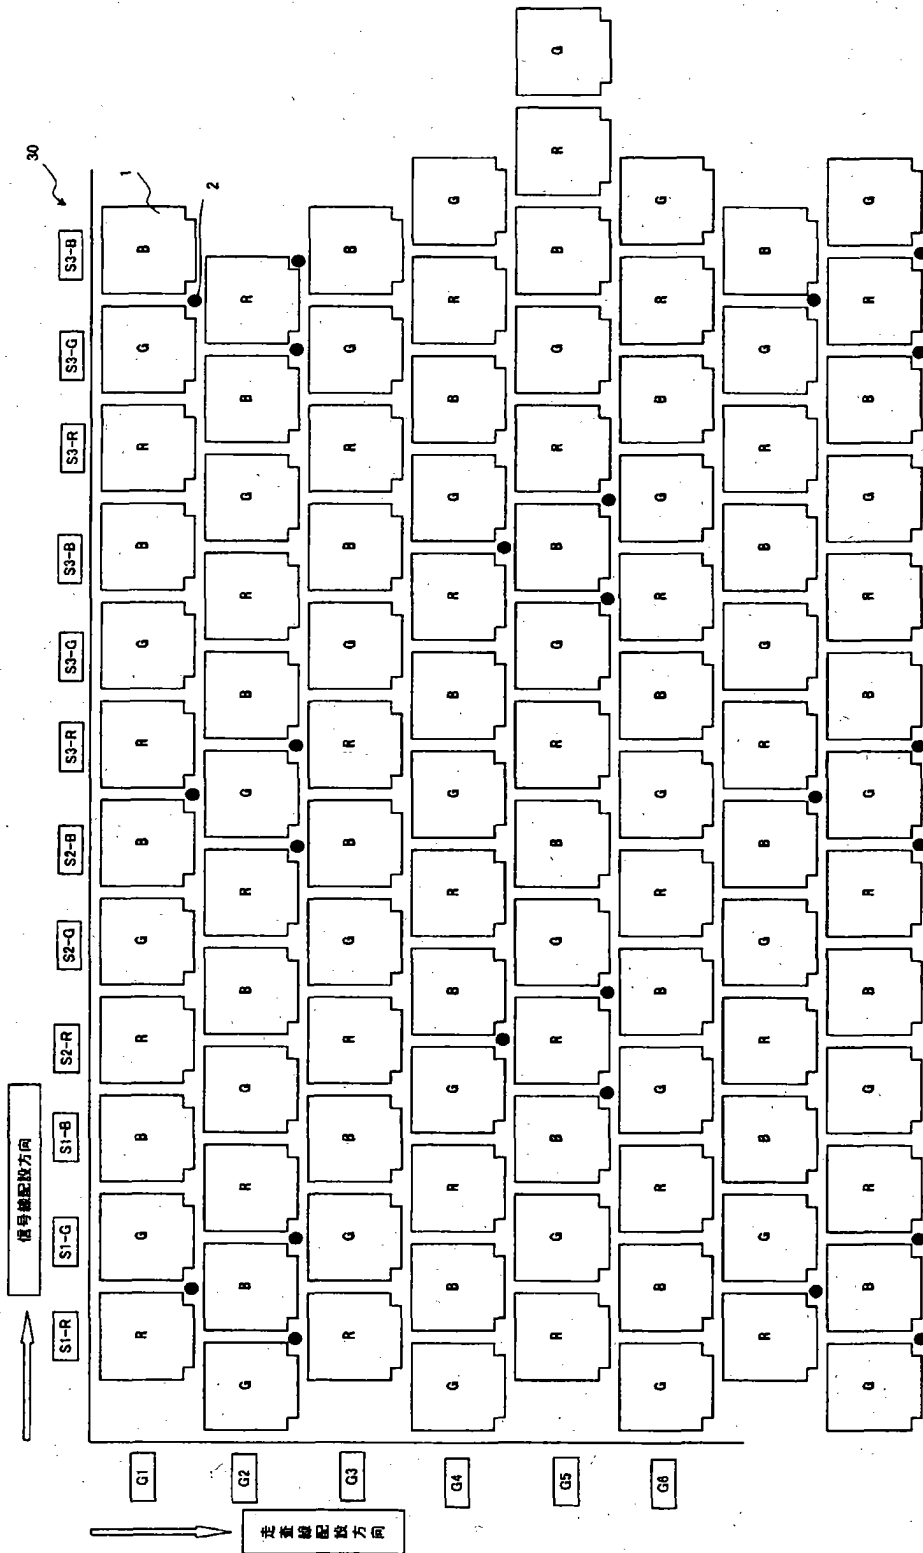 信号線配設方向
30
S1-R S1-G S1-B S2-R S2-G S2-B S3-R S3-G S3-B S3-R S3-G S3-B
1
2
G1 R G B R G B R G B R G B
G2 G B R G B R G B R G B R
走査線配設方向
G3 R G B R G B R G B R G B
G4 G B R G B R G B R G B R G
G5 R G B R G B R G B R G B R G
G6 G B R G B R G B R G B R G
R G B R G B R G B R G B
G B R G B R G B R G B R G